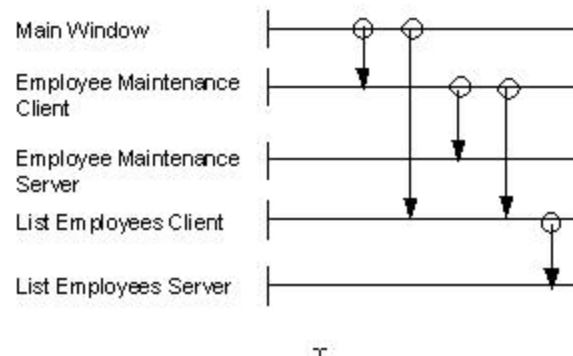 Main Window
Employee Maintenance
Client
Employee Maintenance
Server
List Employees Client
List Employees Server